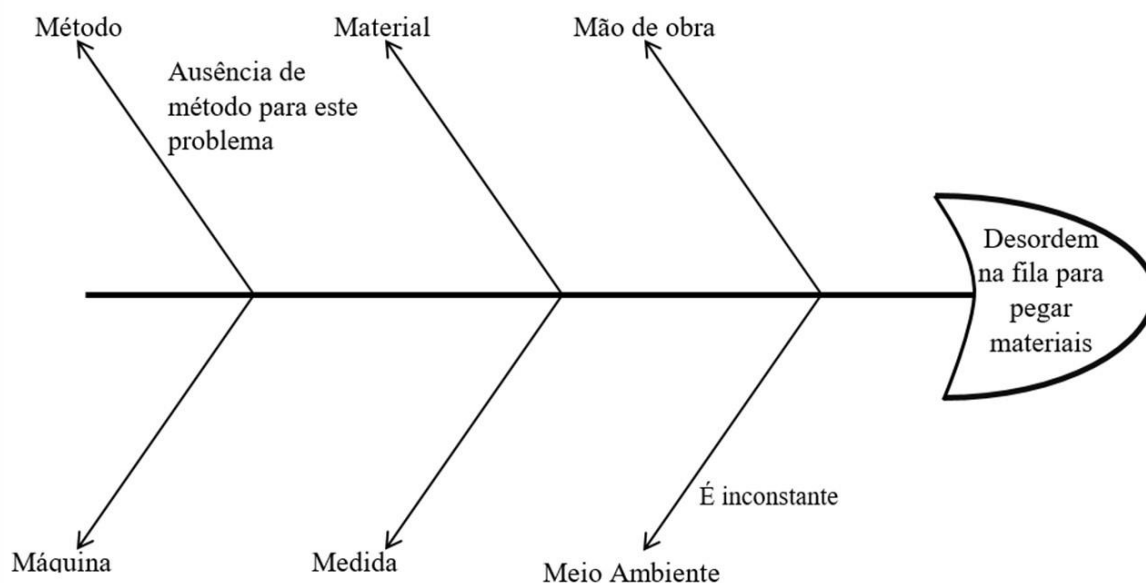 Método
Material
Mão de obra
Ausência de
método para este
problema
Desordem
na fila para
pegar
materiais
É inconstante
Máquina
Medida
Meio Ambiente